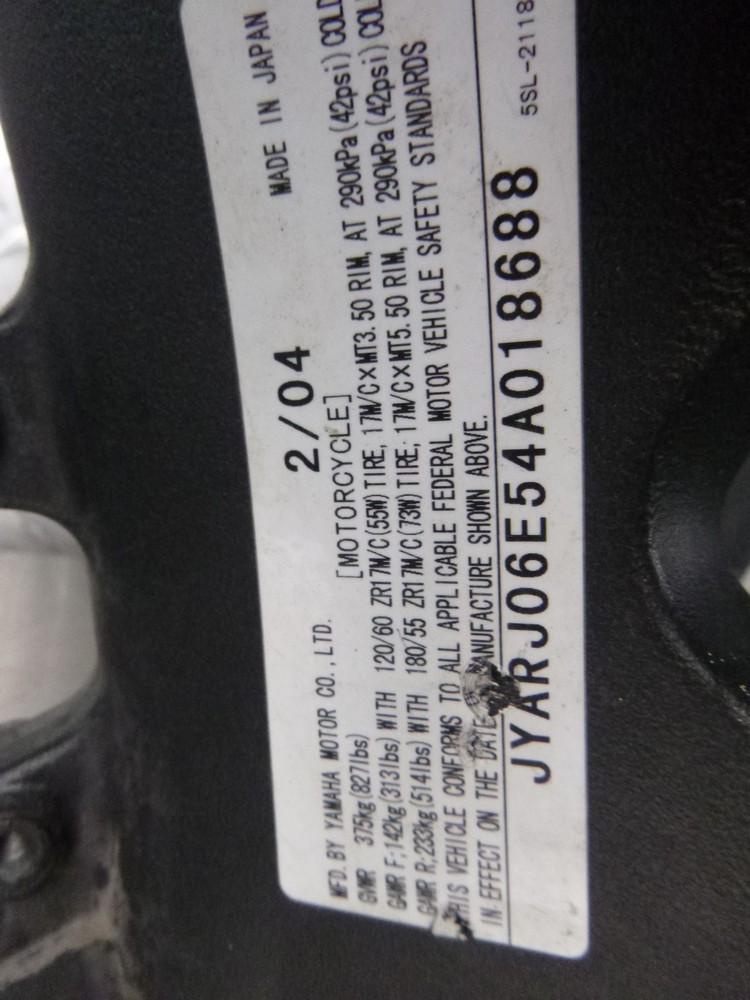 MFD. BY YAMAHA MOTOR CO., LTD. 2/04 MADE IN JAPAN
GVWR 375kg(827lbs) [MOTORCYCLE]
GAWR F;142kg(313lbs)WITH 120/60 ZR17M/C(55W)TIRE, 17M/C×MT3.50 RIM, AT 290kPa(42psi) COLD
GAWR R;233kg(514lbs)WITH 180/55 ZR17M/C(73W)TIRE, 17M/C×MT5.50 RIM, AT 290kPa(42psi) COL
THIS VEHICLE CONFORMS TO ALL APPLICABLE FEDERAL MOTOR VEHICLE SAFETY STANDARDS
IN EFFECT ON THE DATE MANUFACTURE SHOWN ABOVE.
JYARJ06E54A018688 5SL-2118